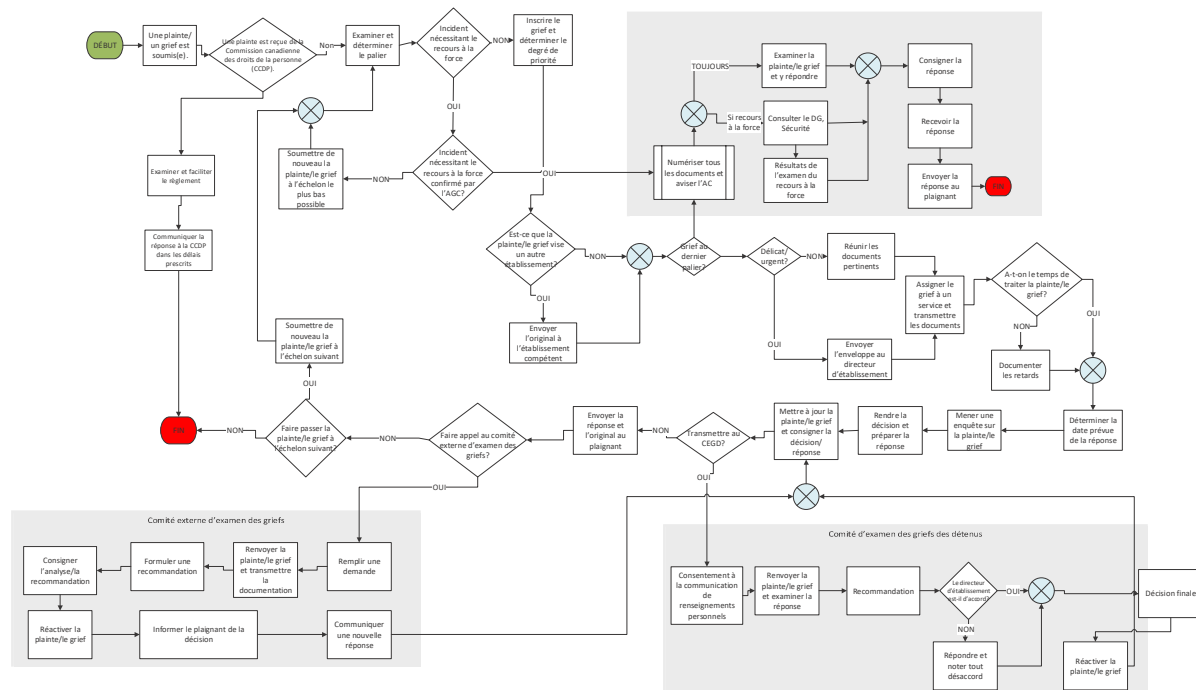 DÉBUT
Une plainte/
un grief est
soumis(e).
Une plainte est reçue de la
Commission canadienne
des droits de la personne
(CCDP).
Non
Examiner et
déterminer
le palier
Incident
nécessitant le
recours à la
force
NON
Inscrire le
grief et
déterminer le
degré de
priorité
OUI
Soumettre de
nouveau la
plainte/le grief
à l'échelon le
plus bas
possible
NON
Incident
nécessitant le
recours à la force
confirmé par
l'AGC?
OUI
Examiner et faciliter
le règlement
Communiquer la
réponse à la CCDP
dans les délais
prescrits
TOUJOURS
Examiner la
plainte/le grief
et y répondre
Consigner la
réponse
Si recours
à la force
Consulter le DG,
Sécurité
Recevoir la
réponse
Numériser tous
les documents et
aviser l'AC
Résultats de
l'examen du
recours à la
force
Envoyer la
réponse au
plaignant
FIN
Est-ce que la
plainte/le grief vise
un autre
établissement?
NON
OUI
Envoyer
l'original à
l'établissement
compétent
Grief au
dernier
palier?
Délicat/
urgent?
NON
Réunir les
documents
pertinents
OUI
Envoyer
l'enveloppe au
directeur
d'établissement
Assigner le
grief à un
service et
transmettre
les documents
A-t-on le temps de
traiter la plainte/le
grief?
NON
OUI
Documenter
les retards
Soumettre de
nouveau la
plainte/le grief à
l'échelon suivant
OUI
FIN
NON
Faire passer la
plainte/le grief à
l'échelon suivant?
NON
Faire appel au comité
externe d'examen des
griefs?
OUI
Envoyer la
réponse et
l'original au
plaignant
NON
Transmettre au
CEGD?
OUI
Mettre à jour la
plainte/le grief
et consigner la
décision/
réponse
Rendre la
décision et
préparer la
réponse
Mener une
enquête sur
la plainte/le
grief
Déterminer la
date prévue
de la réponse
Comité externe d'examen des griefs
Consigner
l'analyse/la
recommandation
Formuler une
recommandation
Renvoyer la
plainte/le grief
et transmettre
la
documentation
Remplir une
demande
Réactiver la
plainte/le grief
Informer le plaignant de la
décision
Communiquer
une nouvelle
réponse
Comité d'examen des griefs des détenus
Consentement à
la communication
de
renseignements
personnels
Renvoyer la
plainte/le grief
et examiner la
réponse
Recommandation
Le directeur
d'établissement
est-il d'accord?
OUI
NON
Répondre et
noter tout
désaccord
Décision finale
Réactiver la
plainte/le grief